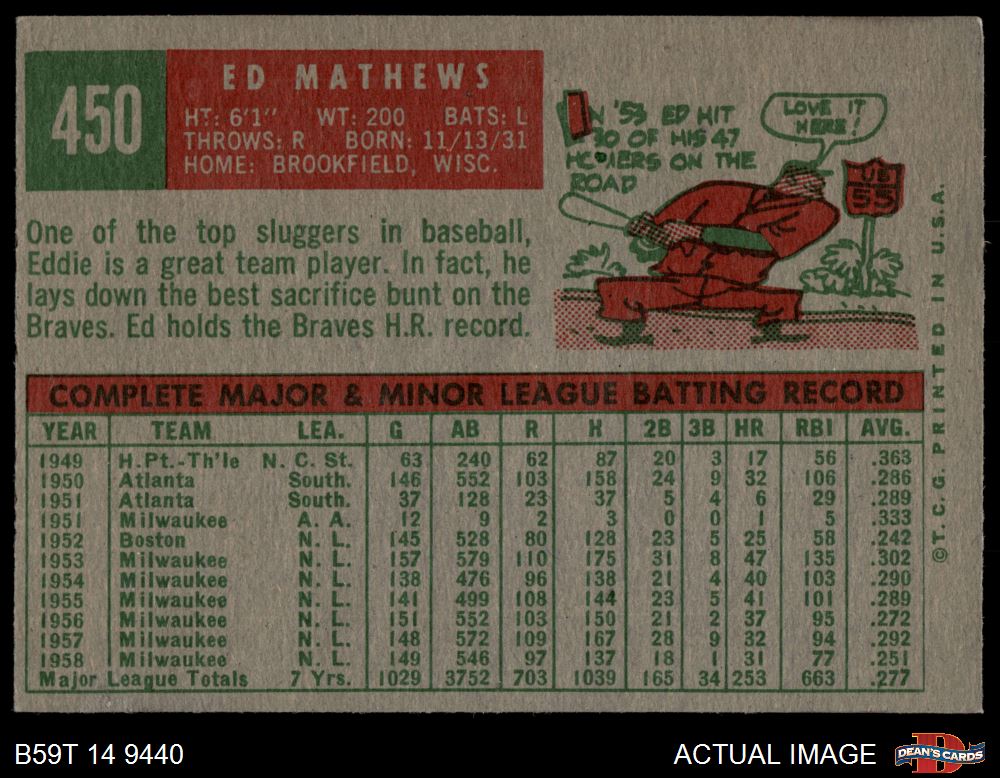 450
ED MATHEWS
HT: 6'1" WT: 200 BATS: L
THROWS: R BORN: 11/13/31
HOME: BROOKFIELD, WISC.
One of the top sluggers in baseball,
Eddie is a great team player. In fact, he
lays down the best sacrifice bunt on the
Braves. Ed holds the Braves H.R. record.
'53 ED HIT
OF HIS 47
ON THE
ROAD
LOVE IT
HERE!
US
55
COMPLETE MAJOR & MINOR LEAGUE BATTING RECORD
YEAR TEAM LEA. G AB R H 2B 3B HR RBI AVG.
1949 H.Pt.-Th'le N. C. St. 63 240 62 87 20 3 17 56 .363
1950 Atlanta South. 146 552 103 158 24 9 32 106 .286
1951 Atlanta South. 37 128 23 37 5 4 6 29 .289
1951 Milwaukee A. A. 12 9 2 3 0 0 1 5 .333
1952 Boston N. L. 145 528 80 128 23 5 25 58 .242
1953 Milwaukee N. L. 157 579 110 175 31 8 47 135 .302
1954 Milwaukee N. L. 138 476 96 138 21 4 40 103 .290
1955 Milwaukee N. L. 141 499 108 144 23 5 41 101 .289
1956 Milwaukee N. L. 151 552 103 150 21 2 37 95 .272
1957 Milwaukee N. L. 148 572 109 167 28 9 32 94 .292
1958 Milwaukee N. L. 149 546 97 137 18 1 31 77 .251
Major League Totals 7 Yrs. 1029 3752 703 1039 165 34 253 663 .277
©T. C. G. PRINTED IN U.S.A.
B59T 14 9440
ACTUAL IMAGE
DEAN'S CARDS